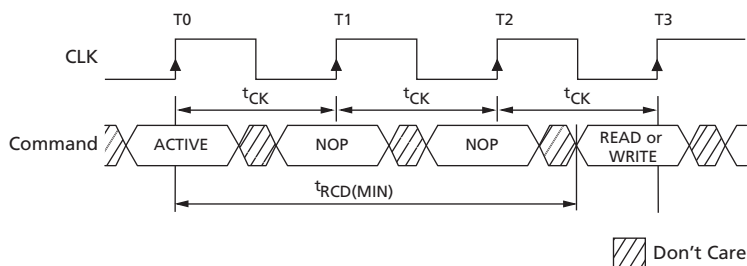 T0 T1 T2 T3
CLK
tCK tCK tCK
Command ACTIVE NOP NOP READ or
WRITE
tRCD(MIN)
Don't Care